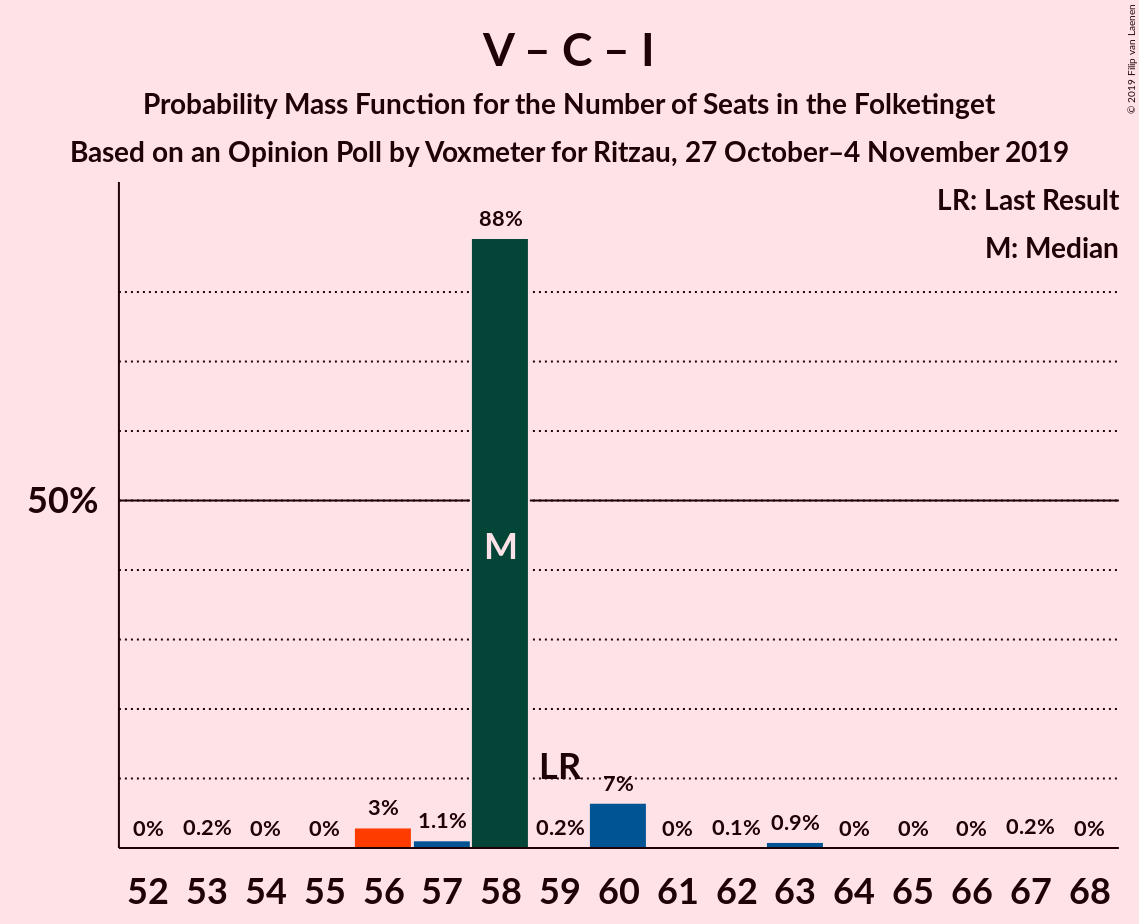 V – C – I
Probability Mass Function for the Number of Seats in the Folketinget
Based on an Opinion Poll by Voxmeter for Ritzau, 27 October–4 November 2019
© 2019 Filip van Laenen
LR: Last Result
M: Median
50%
88%
M
LR
0% 0.2% 0% 0% 3% 1.1% 0.2% 7% 0% 0.1% 0.9% 0% 0% 0% 0.2% 0%
52 53 54 55 56 57 58 59 60 61 62 63 64 65 66 67 68